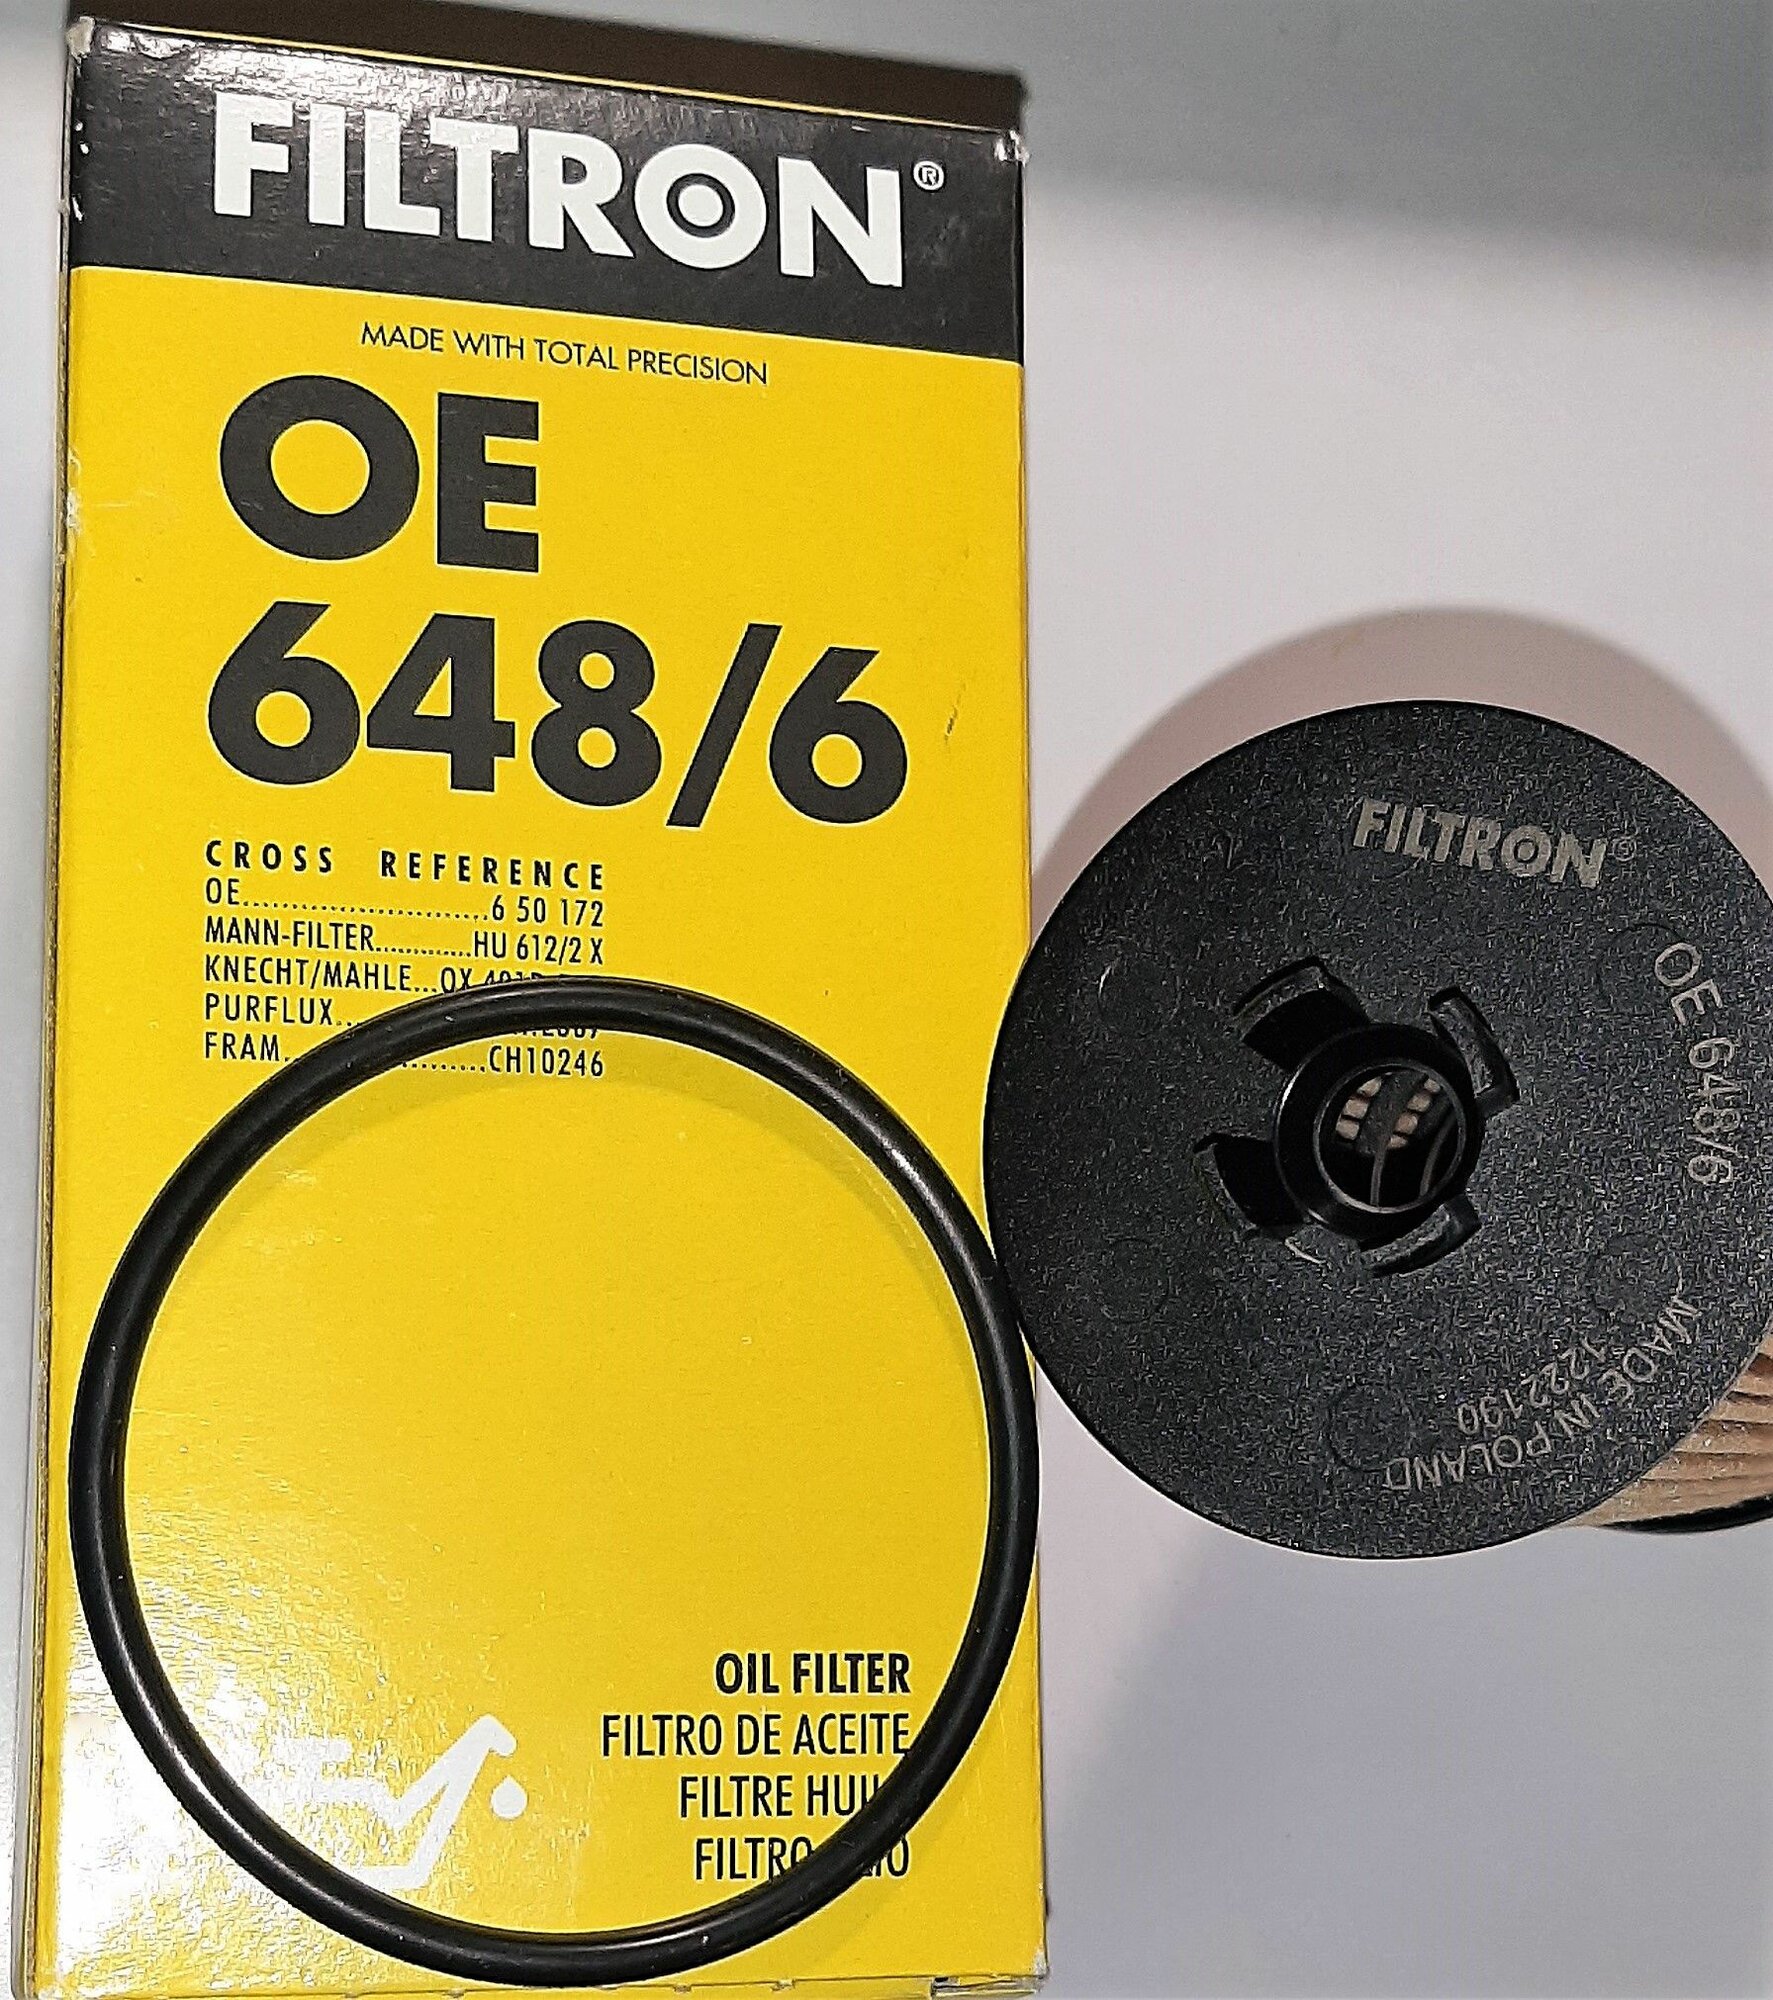 FILTRON®
MADE WITH TOTAL PRECISION
OE
648/6
CROSS REFERENCE
OE..........................6 50 172
MANN-FILTER............HU 612/2 X
KNECHT/MAHLE...OX
PURFLUX...
FRAM...........CH10246
OIL FILTER
FILTRO DE ACEITE
FILTRE
FILTRO
FILTRON®
OE 648/6
MADE IN POLAND